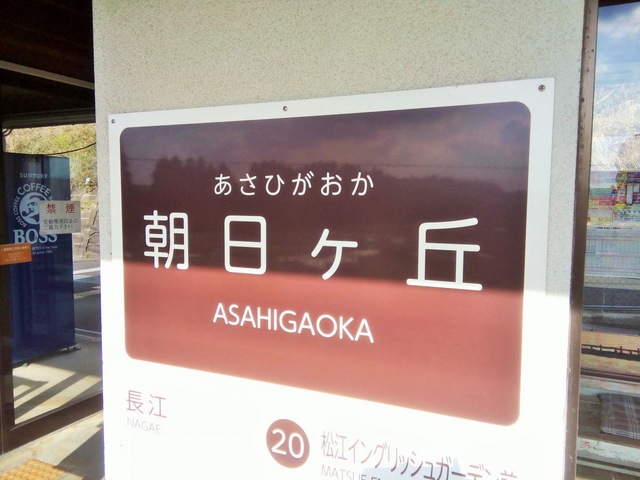 あさひがおか
朝日ヶ丘
ASAHIGAOKA
長江
NAGAE
20
松江イングリッシュガーデン前
MATSUE
SUNTORY
COFFEE
BOSS
禁煙